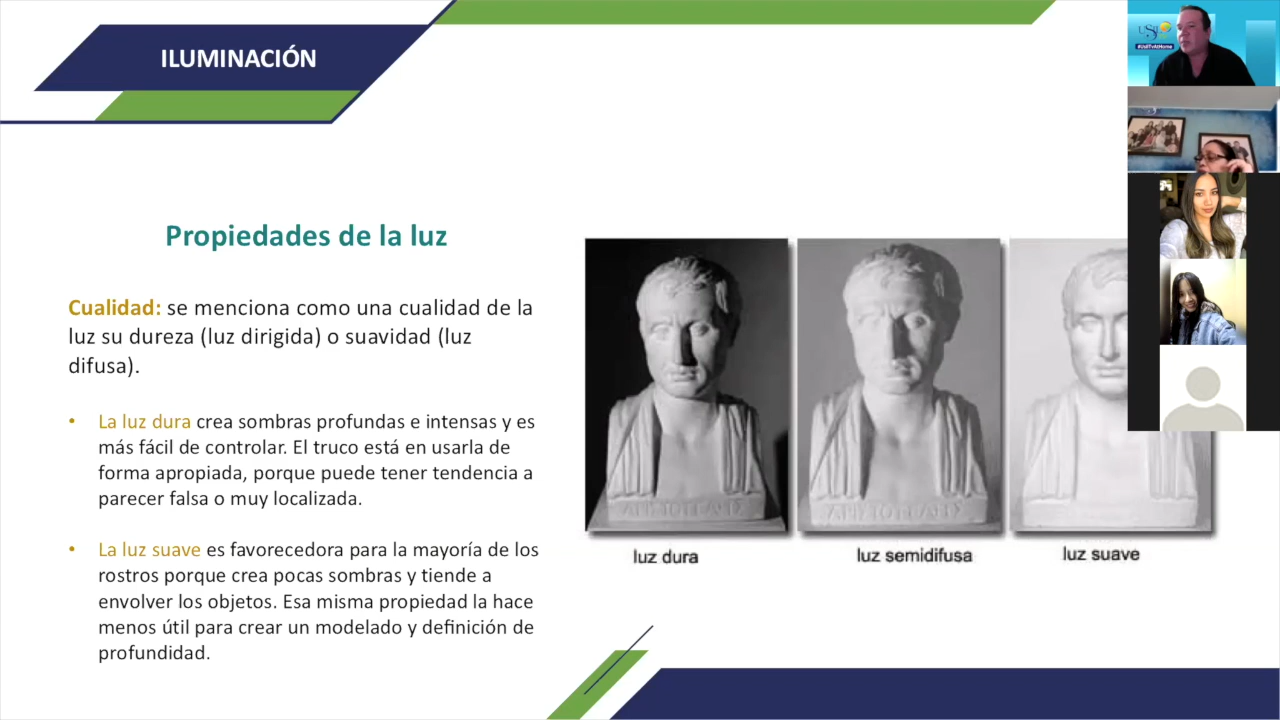 ILUMINACIÓN
Propiedades de la luz
Cualidad: se menciona como una cualidad de la
luz su dureza (luz dirigida) o suavidad (luz
difusa).
• La luz dura crea sombras profundas e intensas y es
más fácil de controlar. El truco está en usarla de
forma apropiada, porque puede tener tendencia a
parecer falsa o muy localizada.
• La luz suave es favorecedora para la mayoría de los
rostros porque crea pocas sombras y tiende a
envolver los objetos. Esa misma propiedad la hace
menos útil para crear un modelado y definición de
profundidad.
luz dura
luz semidifusa
luz suave
#UsilTvAtHome